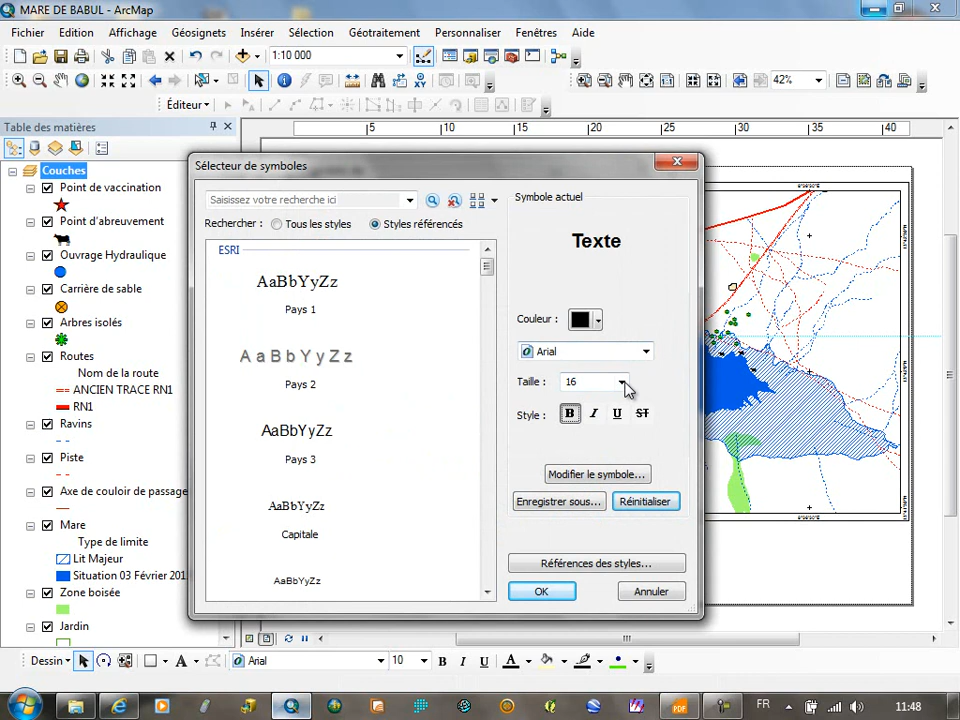 MARE DE BABUL - ArcMap
Fichier Edition Affichage Géosignets Insérer Sélection Géotraitement Personnaliser Fenêtres Aide
1:10 000
42%
Éditeur
Table des matières
5 10 15 20 25 30 35 40
Couches
Point de vaccination
Point d'abreuvement
Ouvrage Hydraulique
Carrière de sable
Arbres isolés
Routes
Nom de la route
ANCIEN TRACE RN1
RN1
Ravins
Piste
Axe de couloir de passage
Mare
Type de limite
Lit Majeur
Situation 03 Février 201
Zone boisée
Jardin
Sélecteur de symboles
Saisissez votre recherche ici
Rechercher : Tous les styles Styles référencés
ESRI
AaBbYyZz
Pays 1
AaBbYyZz
Pays 2
AaBbYyZz
Pays 3
AaBbYyZz
Capitale
AaBbYyZz
Symbole actuel
Texte
Couleur :
Arial
Taille : 16
Style : B I U ST
Modifier le symbole...
Enregistrer sous... Réinitialiser
Références des styles...
OK Annuler
Dessin A Arial 10 B I U A
FR 11:48